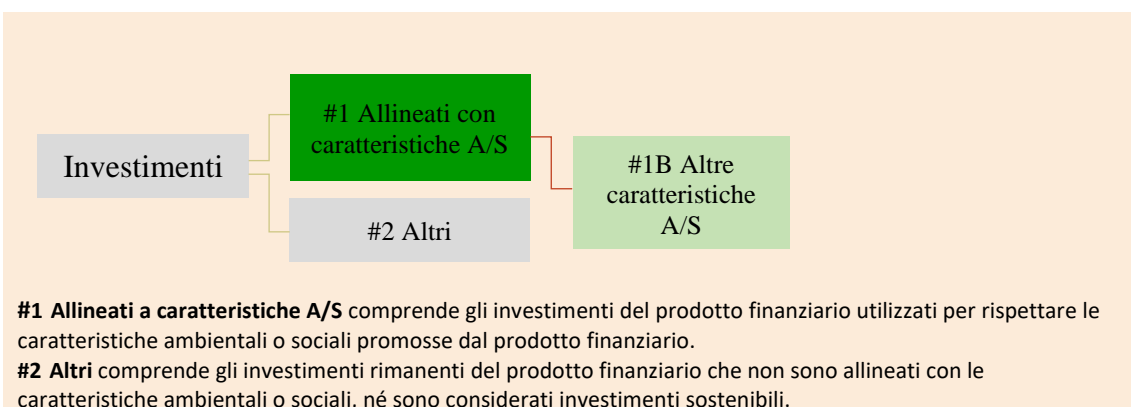 #1 Allineati con
caratteristiche A/S
Investimenti
#1B Altre
caratteristiche
A/S
#2 Altri
#1 Allineati a caratteristiche A/S comprende gli investimenti del prodotto finanziario utilizzati per rispettare le
caratteristiche ambientali o sociali promosse dal prodotto finanziario.
#2 Altri comprende gli investimenti rimanenti del prodotto finanziario che non sono allineati con le
caratteristiche ambientali o sociali, né sono considerati investimenti sostenibili.